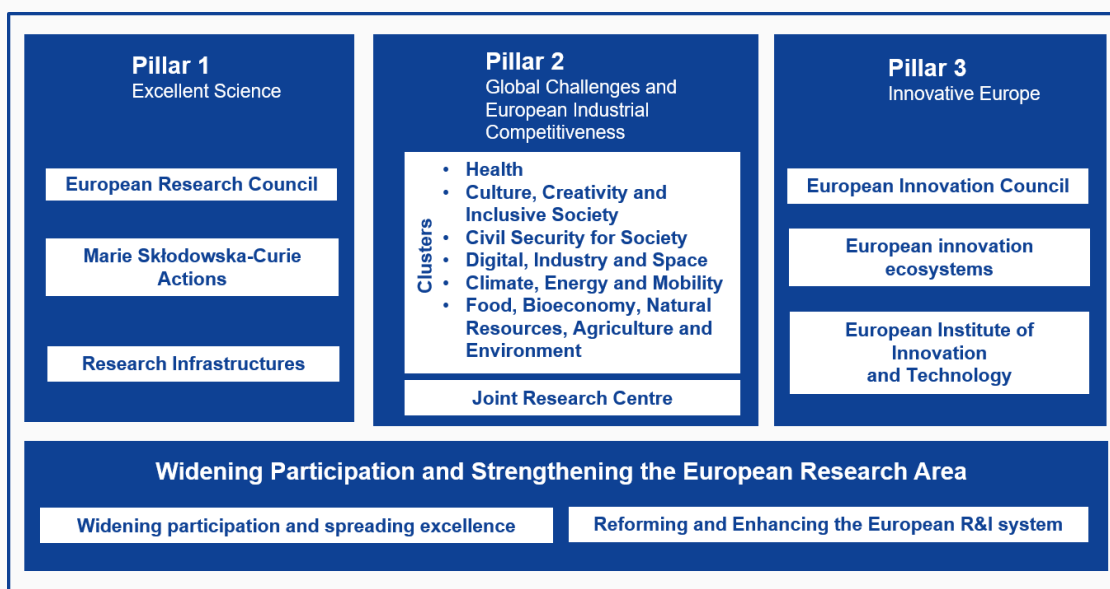 Pillar 1
Excellent Science
European Research Council
Marie Skłodowska-Curie
Actions
Research Infrastructures
Pillar 2
Global Challenges and
European Industrial
Competitiveness
Clusters
• Health
• Culture, Creativity and
Inclusive Society
• Civil Security for Society
• Digital, Industry and Space
• Climate, Energy and Mobility
• Food, Bioeconomy, Natural
Resources, Agriculture and
Environment
Joint Research Centre
Pillar 3
Innovative Europe
European Innovation Council
European innovation
ecosystems
European Institute of
Innovation
and Technology
Widening Participation and Strengthening the European Research Area
Widening participation and spreading excellence
Reforming and Enhancing the European R&I system